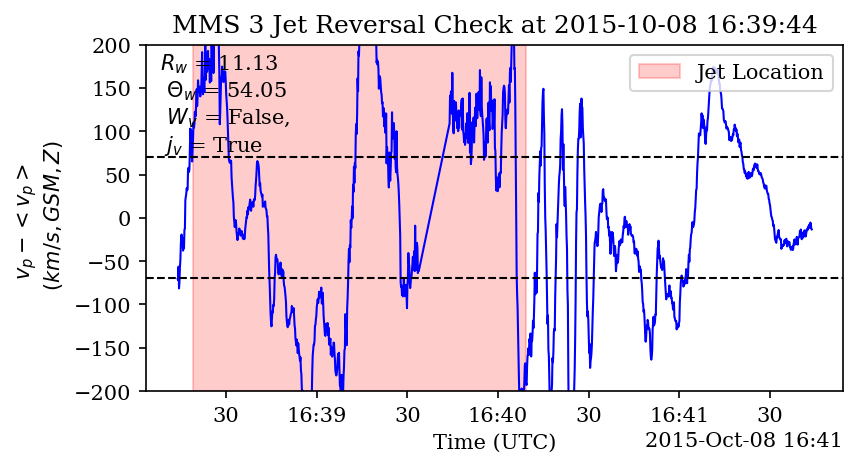 MMS 3 Jet Reversal Check at 2015-10-08 16:39:44
R_w = 11.13
Θ_w = 54.05
W_v = False,
j_v = True
Jet Location
200
150
100
50
0
−50
−100
−150
−200
v_p − < v_p >
(km/s, GSM, Z)
30 16:39 30 16:40 30 16:41 30
Time (UTC)
2015-Oct-08 16:41